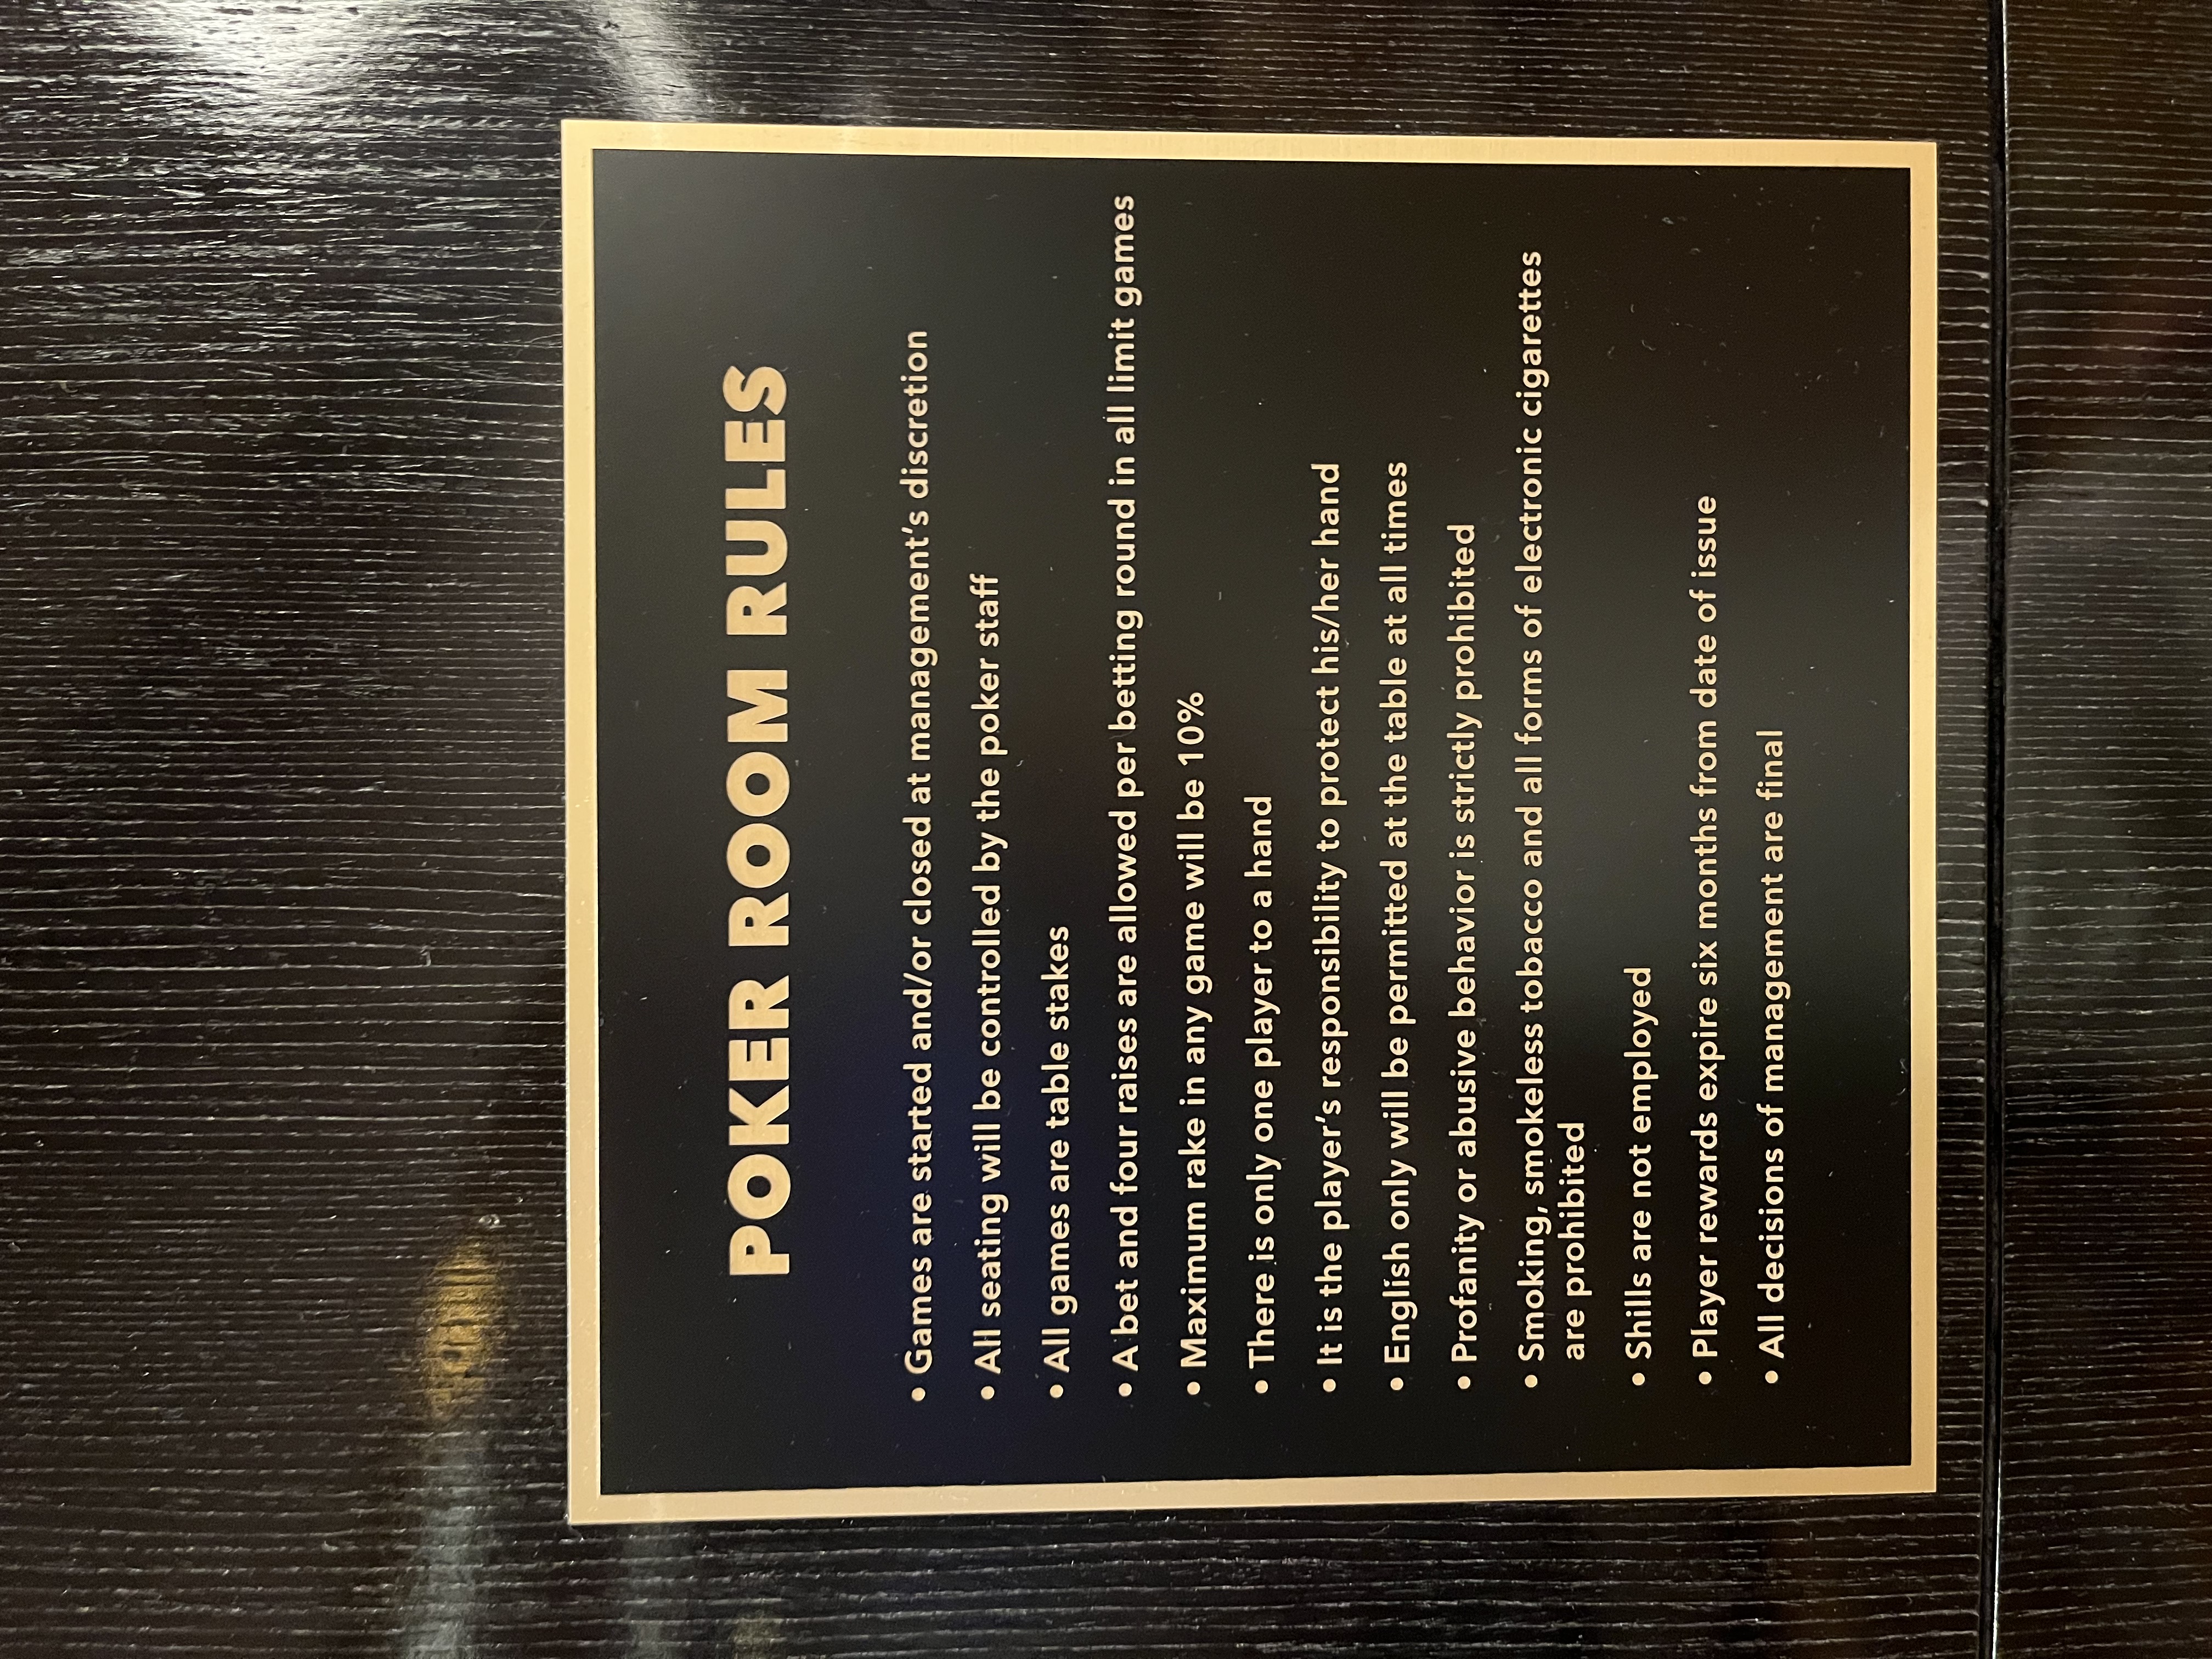 POKER ROOM RULES
• Games are started and/or closed at management’s discretion
• All seating will be controlled by the poker staff
• All games are table stakes
• A bet and four raises are allowed per betting round in all limit games
• Maximum rake in any game will be 10%
• There is only one player to a hand
• It is the player’s responsibility to protect his/her hand
• English only will be permitted at the table at all times
• Profanity or abusive behavior is strictly prohibited
• Smoking, smokeless tobacco and all forms of electronic cigarettes
are prohibited
• Shills are not employed
• Player rewards expire six months from date of issue
• All decisions of management are final